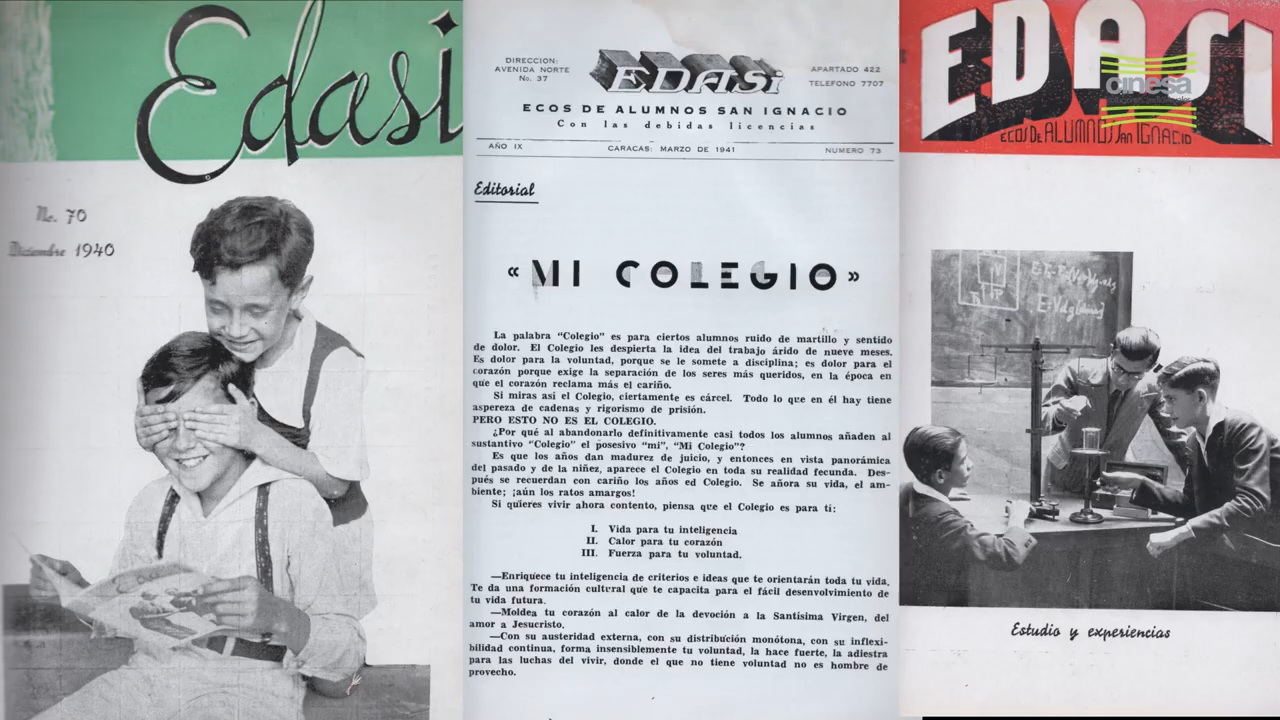 Edasi
No. 70
Diciembre 1940
DIRECCION:
AVENIDA NORTE
No. 37
EDASi
APARTADO 422
TELEFONO 7707
ECOS DE ALUMNOS SAN IGNACIO
Con las debidas licencias
AÑO IX
CARACAS: MARZO DE 1941
NUMERO 73
Editorial
«MI COLEGIO»
La palabra "Colegio" es para ciertos alumnos ruido de martillo y sentido
de dolor. El Colegio les despierta la idea del trabajo árido de nueve meses.
Es dolor para la voluntad, porque se le somete a disciplina; es dolor para el
corazón porque exige la separación de los seres más queridos, en la época en
que el corazón reclama más el cariño.
Si miras así el Colegio, ciertamente es cárcel. Todo lo que en él hay tiene
aspereza de cadenas y rigorismo de prisión.
PERO ESTO NO ES EL COLEGIO.
¿Por qué al abandonarlo definitivamente casi todos los alumnos añaden al
sustantivo "Colegio" el posesivo "mi", "Mi Colegio"?
Es que los años dan madurez de juicio, y entonces en vista panorámica
del pasado y de la niñez, aparece el Colegio en toda su realidad fecunda. Des-
pués se recuerdan con cariño los años ed Colegio. Se añora su vida, el am-
biente; ¡aún los ratos amargos!
Si quieres vivir ahora contento, piensa que el Colegio es para ti:
I. Vida para tu inteligencia
II. Calor para tu corazón
III. Fuerza para tu voluntad.
—Enriquece tu inteligencia de criterios e ideas que te orientarán toda tu vida.
Te da una formación cultural que te capacita para el fácil desenvolvimiento de
tu vida futura.
—Moldea tu corazón al calor de la devoción a la Santísima Virgen, del
amor a Jesucristo.
—Con su austeridad externa, con su distribución monótona, con su inflexi-
bilidad continua, forma insensiblemente tu voluntad, la hace fuerte, la adiestra
para las luchas del vivir, donde el que no tiene voluntad no es hombre de
provecho.
EDASI
cinesa
ECOS DE ALUMNOS SAN IGNACIO
Estudio y experiencias